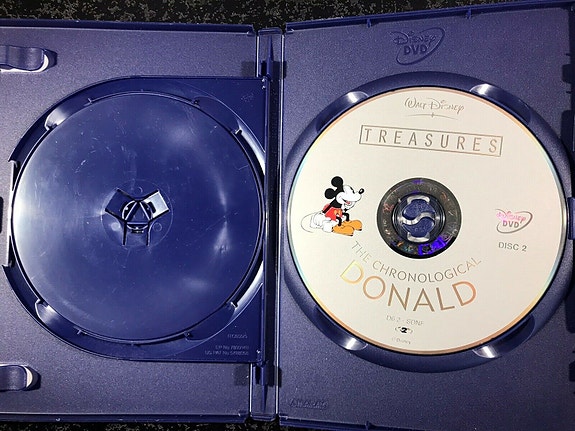 DISNEY
DVD
WALT DISNEY
TREASURES
DISNEY
DVD
DISC 2
THE CHRONOLOGICAL
DONALD